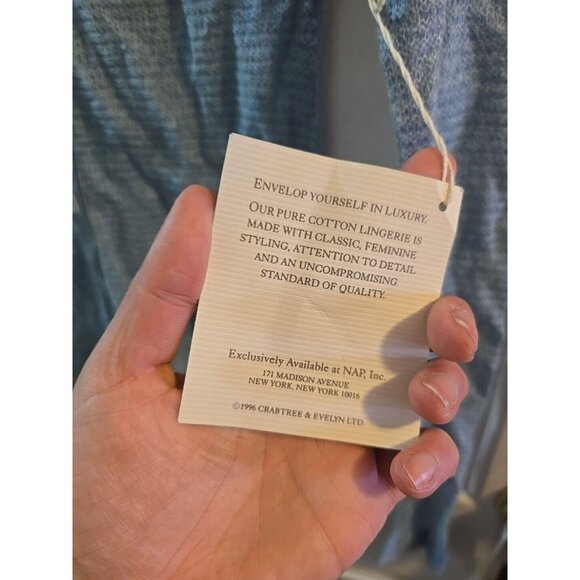 ENVELOP YOURSELF IN LUXURY.
OUR PURE COTTON LINGERIE IS
MADE WITH CLASSIC, FEMININE
STYLING, ATTENTION TO DETAIL
AND AN UNCOMPROMISING
STANDARD OF QUALITY.
Exclusively Available at NAP, Inc.
171 MADISON AVENUE
NEW YORK, NEW YORK 10016
©1996 CRABTREE & EVELYN LTD.